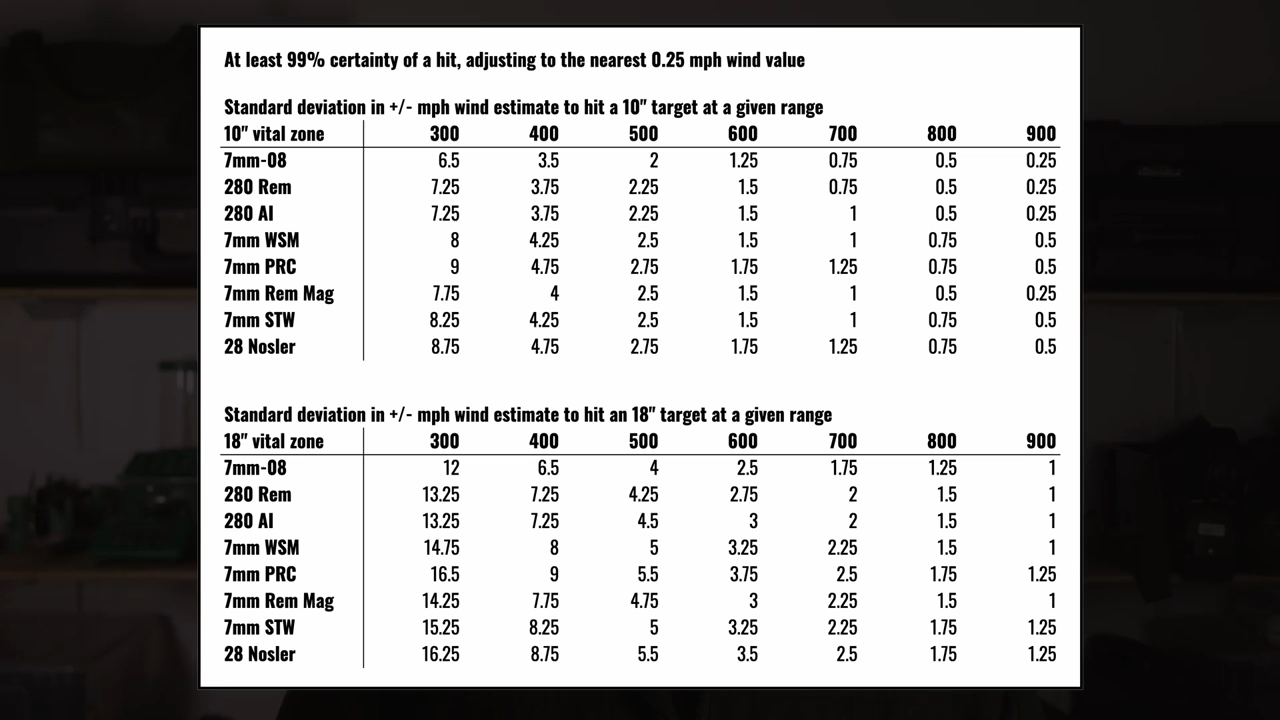 At least 99% certainty of a hit, adjusting to the nearest 0.25 mph wind value
Standard deviation in +/- mph wind estimate to hit a 10" target at a given range
10" vital zone 300 400 500 600 700 800 900
7mm-08 6.5 3.5 2 1.25 0.75 0.5 0.25
280 Rem 7.25 3.75 2.25 1.5 0.75 0.5 0.25
280 AI 7.25 3.75 2.25 1.5 1 0.5 0.25
7mm WSM 8 4.25 2.5 1.5 1 0.75 0.5
7mm PRC 9 4.75 2.75 1.75 1.25 0.75 0.5
7mm Rem Mag 7.75 4 2.5 1.5 1 0.5 0.25
7mm STW 8.25 4.25 2.5 1.5 1 0.75 0.5
28 Nosler 8.75 4.75 2.75 1.75 1.25 0.75 0.5
Standard deviation in +/- mph wind estimate to hit an 18" target at a given range
18" vital zone 300 400 500 600 700 800 900
7mm-08 12 6.5 4 2.5 1.75 1.25 1
280 Rem 13.25 7.25 4.25 2.75 2 1.5 1
280 AI 13.25 7.25 4.5 3 2 1.5 1
7mm WSM 14.75 8 5 3.25 2.25 1.5 1
7mm PRC 16.5 9 5.5 3.75 2.5 1.75 1.25
7mm Rem Mag 14.25 7.75 4.75 3 2.25 1.5 1
7mm STW 15.25 8.25 5 3.25 2.25 1.75 1.25
28 Nosler 16.25 8.75 5.5 3.5 2.5 1.75 1.25